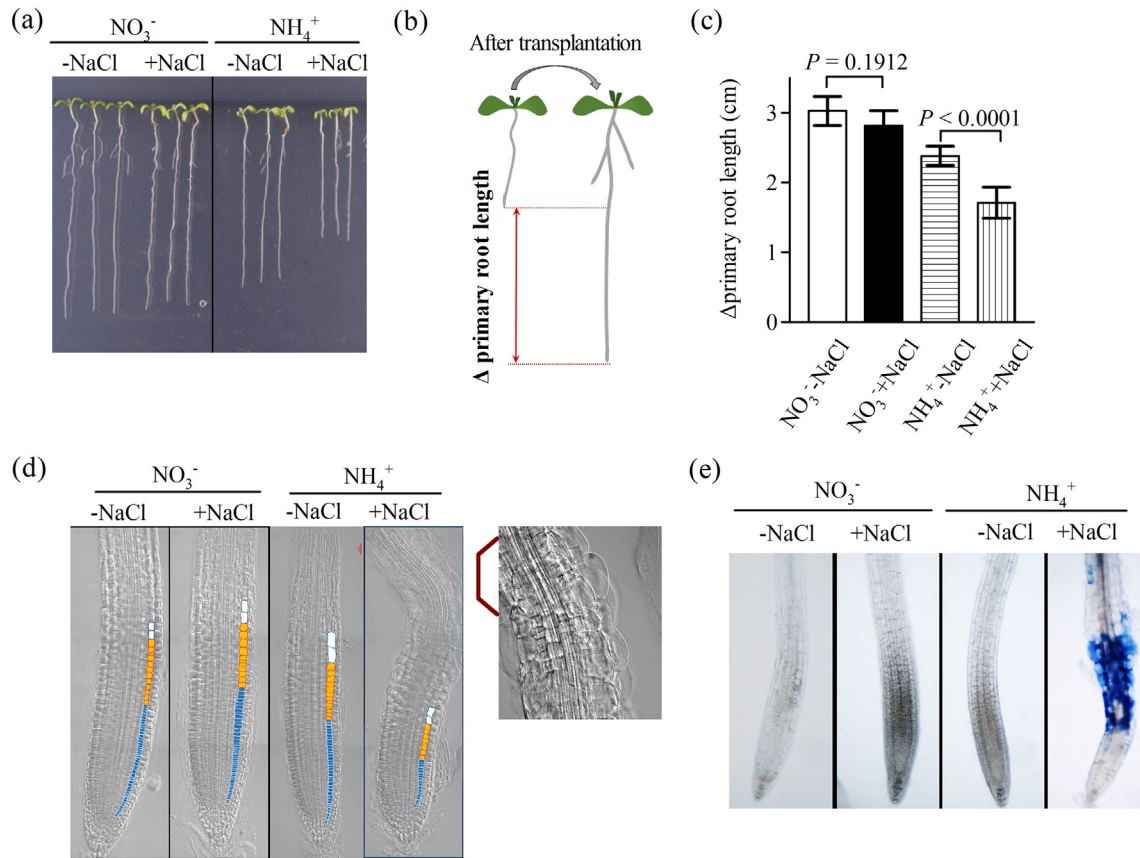 (a)
NO₃⁻ NH₄⁺
-NaCl +NaCl -NaCl +NaCl
(b)
After transplantation
Δ primary root length
(c)
Δprimary root length (cm)
P = 0.1912
P < 0.0001
3
2
1
0
NO₃⁻-NaCl
NO₃⁻+NaCl
NH₄⁺-NaCl
NH₄⁺+NaCl
(d)
NO₃⁻ NH₄⁺
-NaCl +NaCl -NaCl +NaCl
(e)
NO₃⁻ NH₄⁺
-NaCl +NaCl -NaCl +NaCl